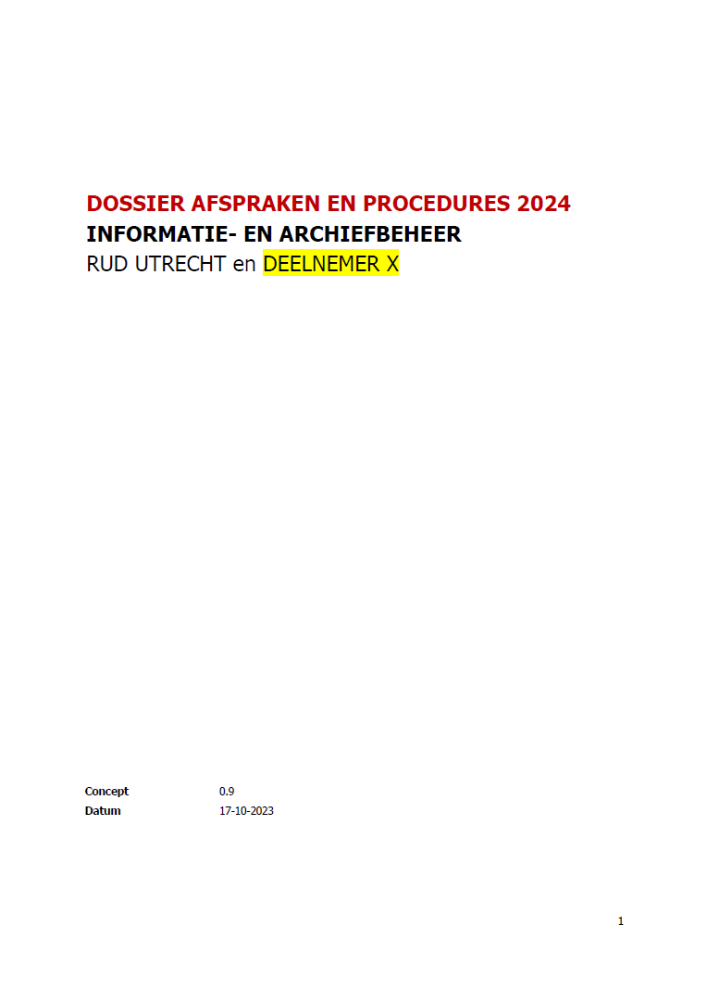 DOSSIER AFSPRAKEN EN PROCEDURES 2024
INFORMATIE- EN ARCHIEFBEHEER
RUD UTRECHT en DEELNEMER X
Concept 0.9
Datum 17-10-2023
1